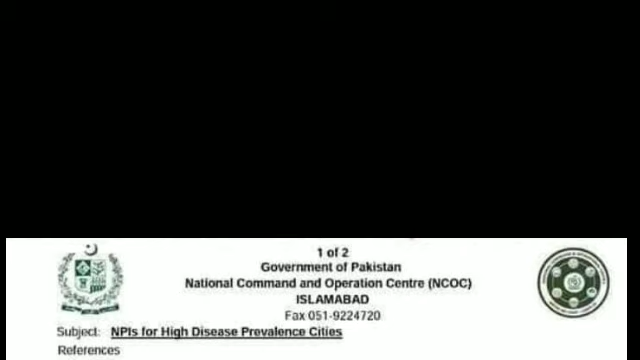 1 of 2
Government of Pakistan
National Command and Operation Centre (NCOC)
ISLAMABAD
Fax 051-9224720
Subject: NPIs for High Disease Prevalence Cities
References